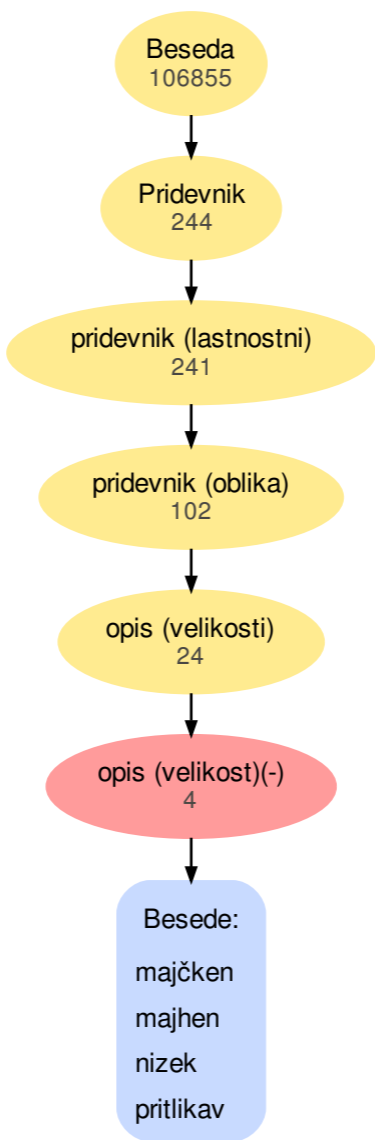 Beseda
106855
Pridevnik
244
pridevnik (lastnostni)
241
pridevnik (oblika)
102
opis (velikosti)
24
opis (velikost)(-)
4
Besede:
majčken
majhen
nizek
pritlikav